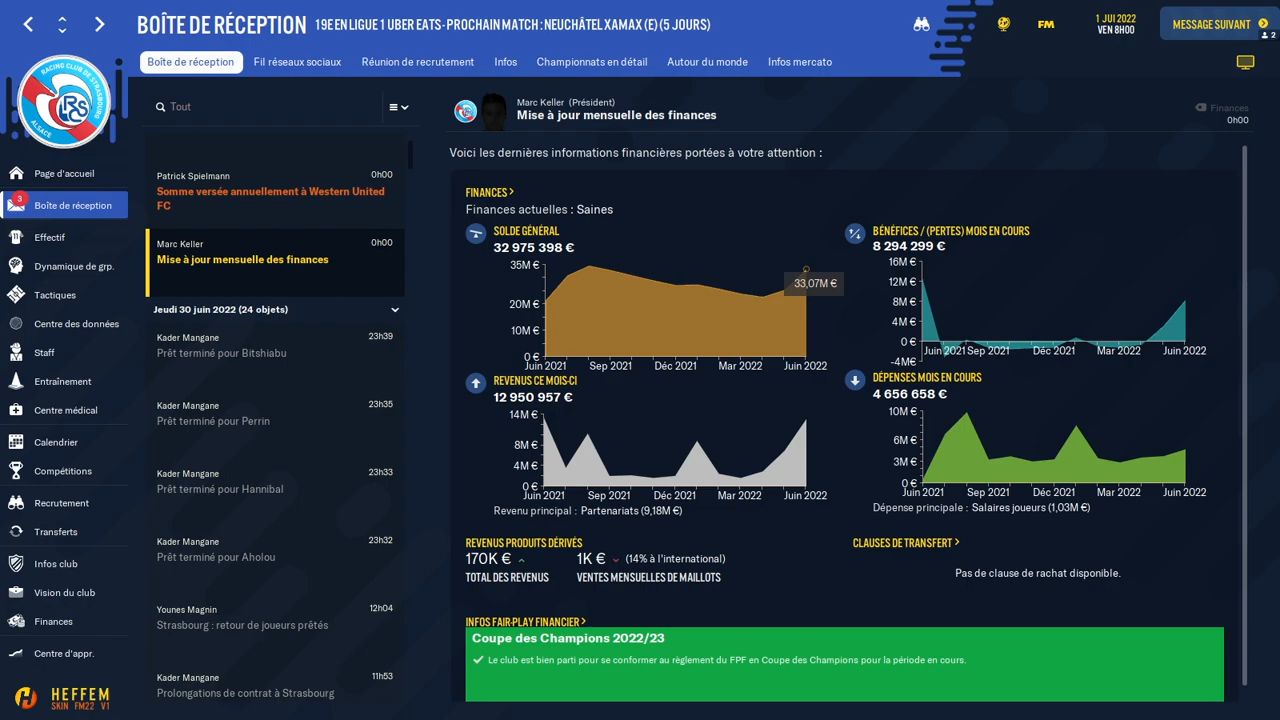 BOÎTE DE RÉCEPTION
19E EN LIGUE 1 UBER EATS - PROCHAIN MATCH : NEUCHÂTEL XAMAX (E) (5 JOURS)
FM
1 JUI 2022
VEN 8H00
MESSAGE SUIVANT
2
Boîte de réception
Fil réseaux sociaux
Réunion de recrutement
Infos
Championnats en détail
Autour du monde
Infos mercato
RACING CLUB DE STRASBOURG
RCS
ALSACE
Page d'accueil
3
Boîte de réception
Effectif
Dynamique de grp.
Tactiques
Centre des données
Staff
Entraînement
Centre médical
Calendrier
Compétitions
Recrutement
Transferts
Infos club
Vision du club
Finances
Centre d'appr.
HEFFEM
SKIN FM22 V1
Tout
Patrick Spielmann
0h00
Somme versée annuellement à Western United
FC
Marc Keller
0h00
Mise à jour mensuelle des finances
Jeudi 30 juin 2022 (24 objets)
Kader Mangane
23h39
Prêt terminé pour Bitshiabu
Kader Mangane
23h35
Prêt terminé pour Perrin
Kader Mangane
23h33
Prêt terminé pour Hannibal
Kader Mangane
23h32
Prêt terminé pour Aholou
Younes Magnin
12h04
Strasbourg : retour de joueurs prêtés
Kader Mangane
11h53
Prolongations de contrat à Strasbourg
Marc Keller (Président)
Mise à jour mensuelle des finances
Finances
0h00
Voici les dernières informations financières portées à votre attention :
FINANCES >
Finances actuelles : Saines
SOLDE GÉNÉRAL
32 975 398 €
35M €
20M €
10M €
0 €
33,07M €
Juin 2021 Sep 2021 Déc 2021 Mar 2022 Juin 2022
BÉNÉFICES / (PERTES) MOIS EN COURS
8 294 299 €
16M €
12M €
8M €
4M €
0 €
-4M€
Juin 2021 Sep 2021 Déc 2021 Mar 2022 Juin 2022
REVENUS CE MOIS-CI
12 950 957 €
14M €
8M €
4M €
0 €
Juin 2021 Sep 2021 Déc 2021 Mar 2022 Juin 2022
Revenu principal : Partenariats (9,18M €)
DÉPENSES MOIS EN COURS
4 656 658 €
10M €
6M €
3M €
0 €
Juin 2021 Sep 2021 Déc 2021 Mar 2022 Juin 2022
Dépense principale : Salaires joueurs (1,03M €)
REVENUS PRODUITS DÉRIVÉS
170K €
TOTAL DES REVENUS
1K € (14% à l'international)
VENTES MENSUELLES DE MAILLOTS
CLAUSES DE TRANSFERT >
Pas de clause de rachat disponible.
INFOS FAIR-PLAY FINANCIER >
Coupe des Champions 2022/23
Le club est bien parti pour se conformer au règlement du FPF en Coupe des Champions pour la période en cours.